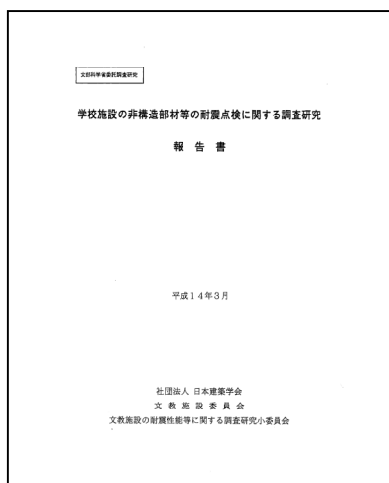 文部科学省委託調査研究
学校施設の非構造部材等の耐震点検に関する調査研究
報告書
平成14年3月
社団法人 日本建築学会
文教施設委員会
文教施設の耐震性能等に関する調査研究小委員会